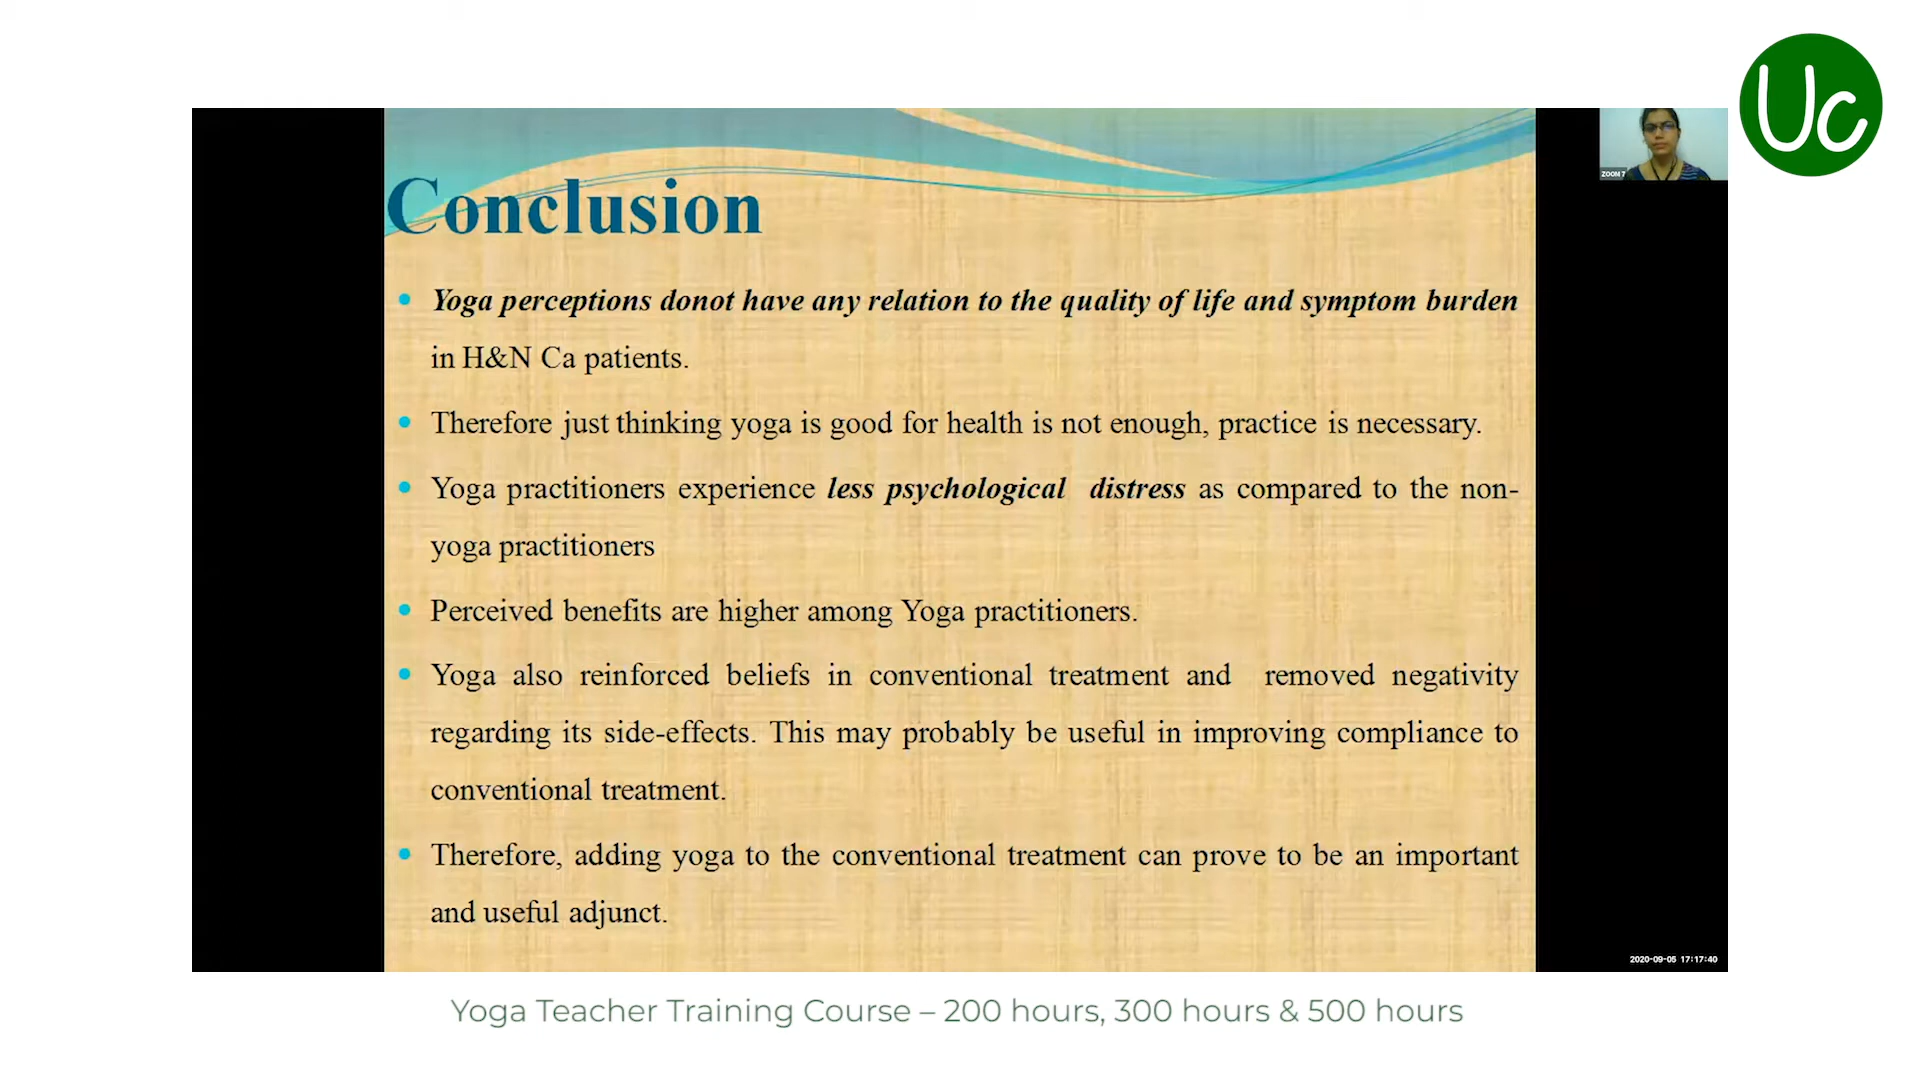 Uc
ZOOM 7
Conclusion
Yoga perceptions donot have any relation to the quality of life and symptom burden
in H&N Ca patients.
Therefore just thinking yoga is good for health is not enough, practice is necessary.
Yoga practitioners experience less psychological distress as compared to the non-
yoga practitioners
Perceived benefits are higher among Yoga practitioners.
Yoga also reinforced beliefs in conventional treatment and removed negativity
regarding its side-effects. This may probably be useful in improving compliance to
conventional treatment.
Therefore, adding yoga to the conventional treatment can prove to be an important
and useful adjunct.
2020-09-05 17:17:40
Yoga Teacher Training Course – 200 hours, 300 hours & 500 hours